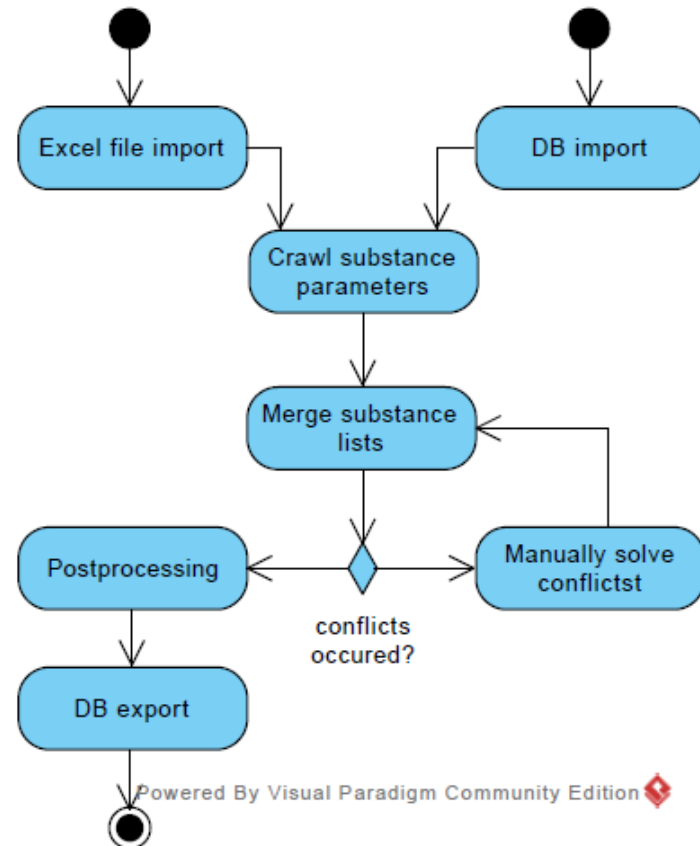 Excel file import
DB import
Crawl substance
parameters
Merge substance
lists
Postprocessing
Manually solve
conflictst
conflicts
occured?
DB export
Powered By Visual Paradigm Community Edition